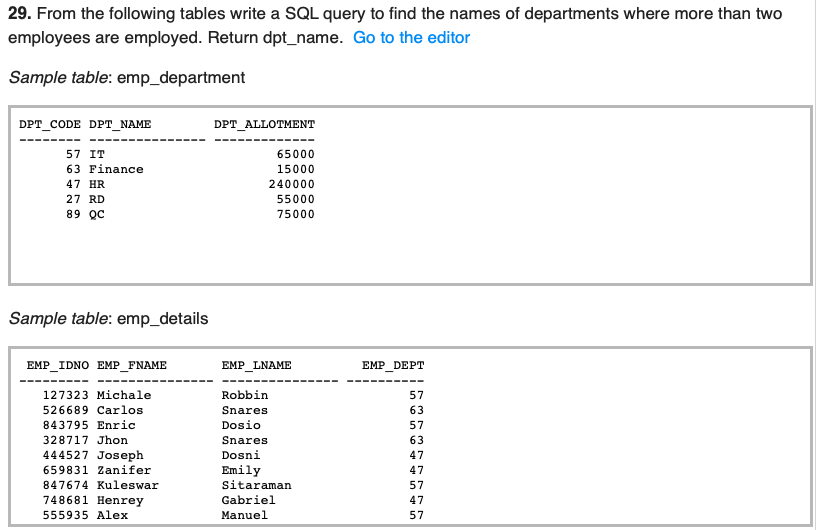 29. From the following tables write a SQL query to find the names of departments where more than two
employees are employed. Return dpt_name. Go to the editor
Sample table: emp_department
DPT_CODE DPT_NAME        DPT_ALLOTMENT
-------- --------------- -------------
      57 IT                      65000
      63 Finance                 15000
      47 HR                     240000
      27 RD                      55000
      89 QC                      75000
Sample table: emp_details
 EMP_IDNO EMP_FNAME       EMP_LNAME         EMP_DEPT
--------- --------------- --------------- ----------
   127323 Michale         Robbin                  57
   526689 Carlos          Snares                  63
   843795 Enric           Dosio                   57
   328717 Jhon            Snares                  63
   444527 Joseph          Dosni                   47
   659831 Zanifer         Emily                   47
   847674 Kuleswar        Sitaraman               57
   748681 Henrey          Gabriel                 47
   555935 Alex            Manuel                  57